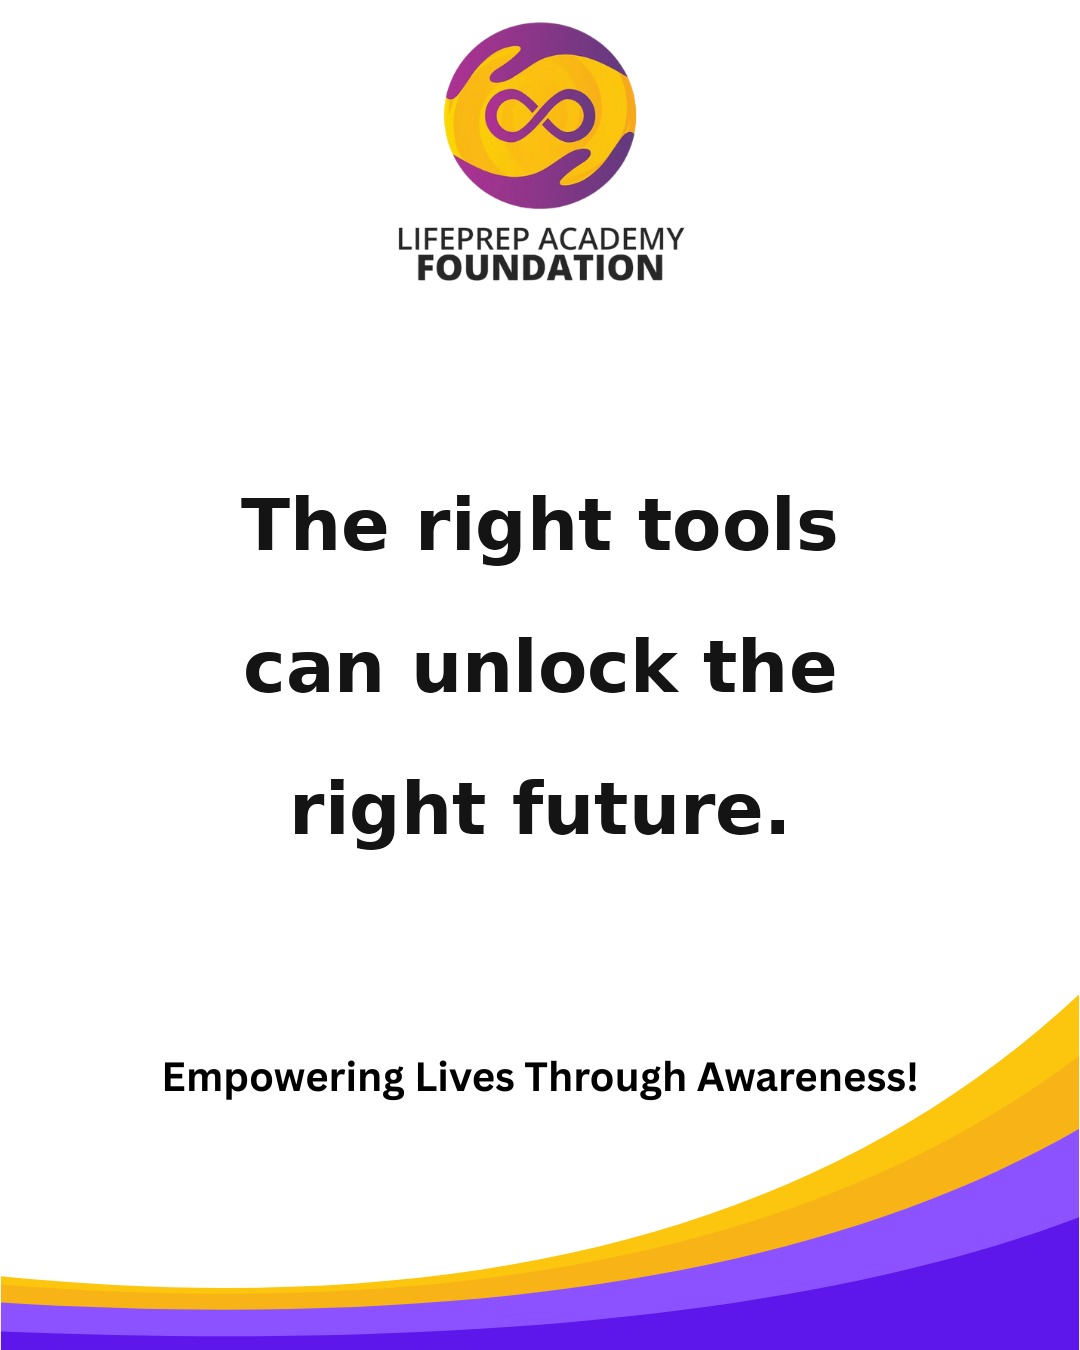 LIFEPREP ACADEMY
FOUNDATION
The right tools
can unlock the
right future.
Empowering Lives Through Awareness!